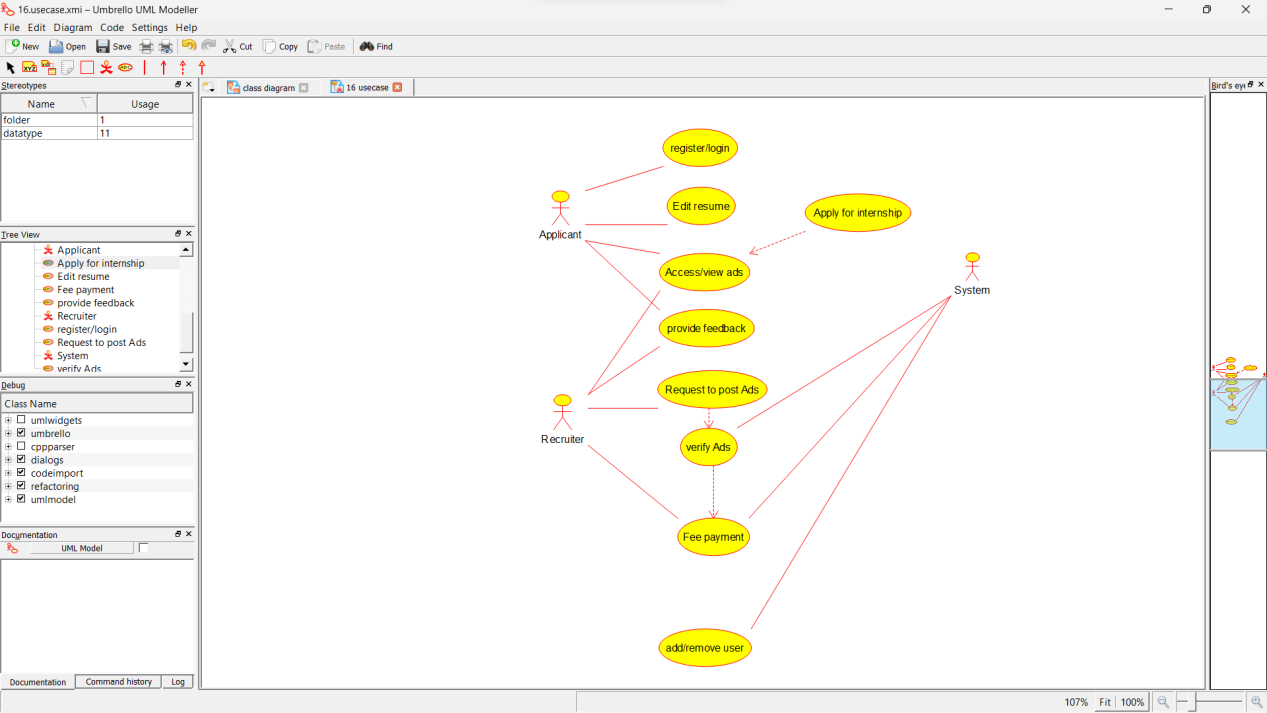 16.usecase.xmi – Umbrello UML Modeller
File Edit Diagram Code Settings Help
New Open Save Cut Copy Paste Find
XYZ ABC
Stereotypes
Name Usage
folder 1
datatype 11
Tree View
Applicant
Apply for internship
Edit resume
Fee payment
provide feedback
Recruiter
register/login
Request to post Ads
System
verify Ads
Debug
Class Name
umlwidgets
umbrello
cppparser
dialogs
codeimport
refactoring
umlmodel
Documentation
UML Model
Documentation Command history Log
class diagram 16 usecase
register/login
Edit resume
Apply for internship
Applicant
Access/view ads
System
provide feedback
Request to post Ads
Recruiter
verify Ads
Fee payment
add/remove user
Bird's eye
107% Fit 100%